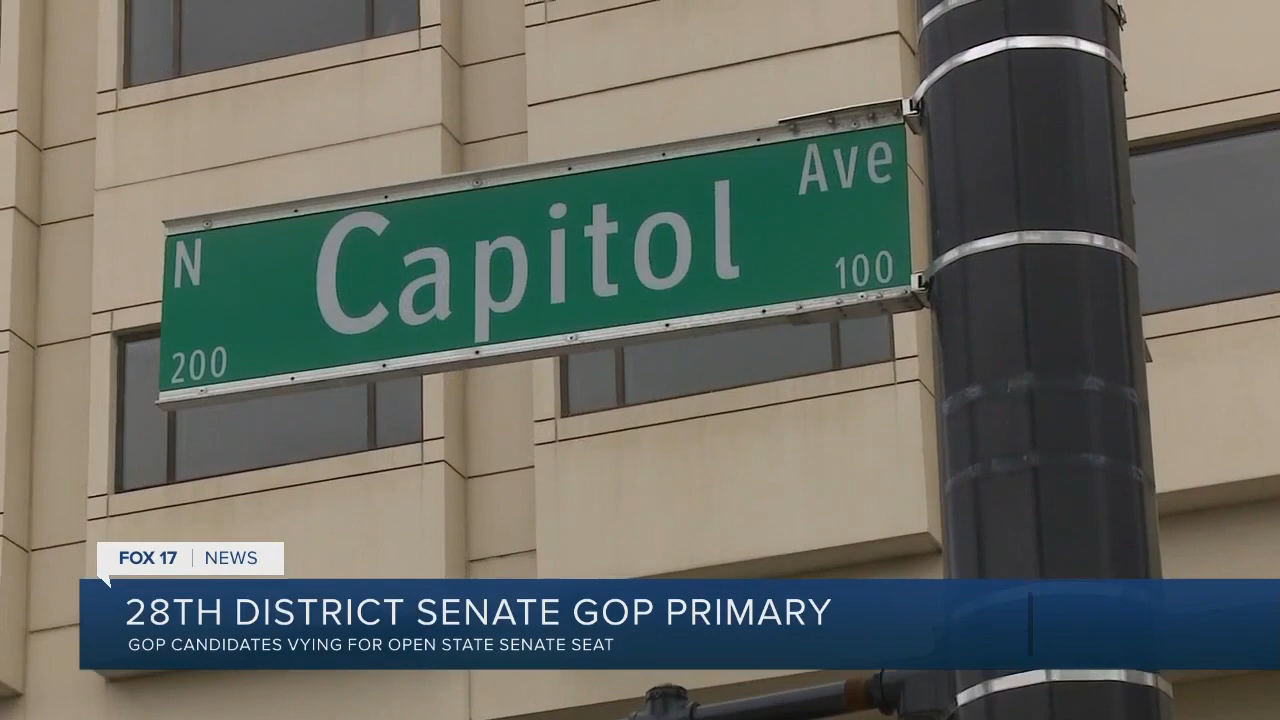 N Capitol Ave
200 100
FOX 17 NEWS
28TH DISTRICT SENATE GOP PRIMARY
GOP CANDIDATES VYING FOR OPEN STATE SENATE SEAT